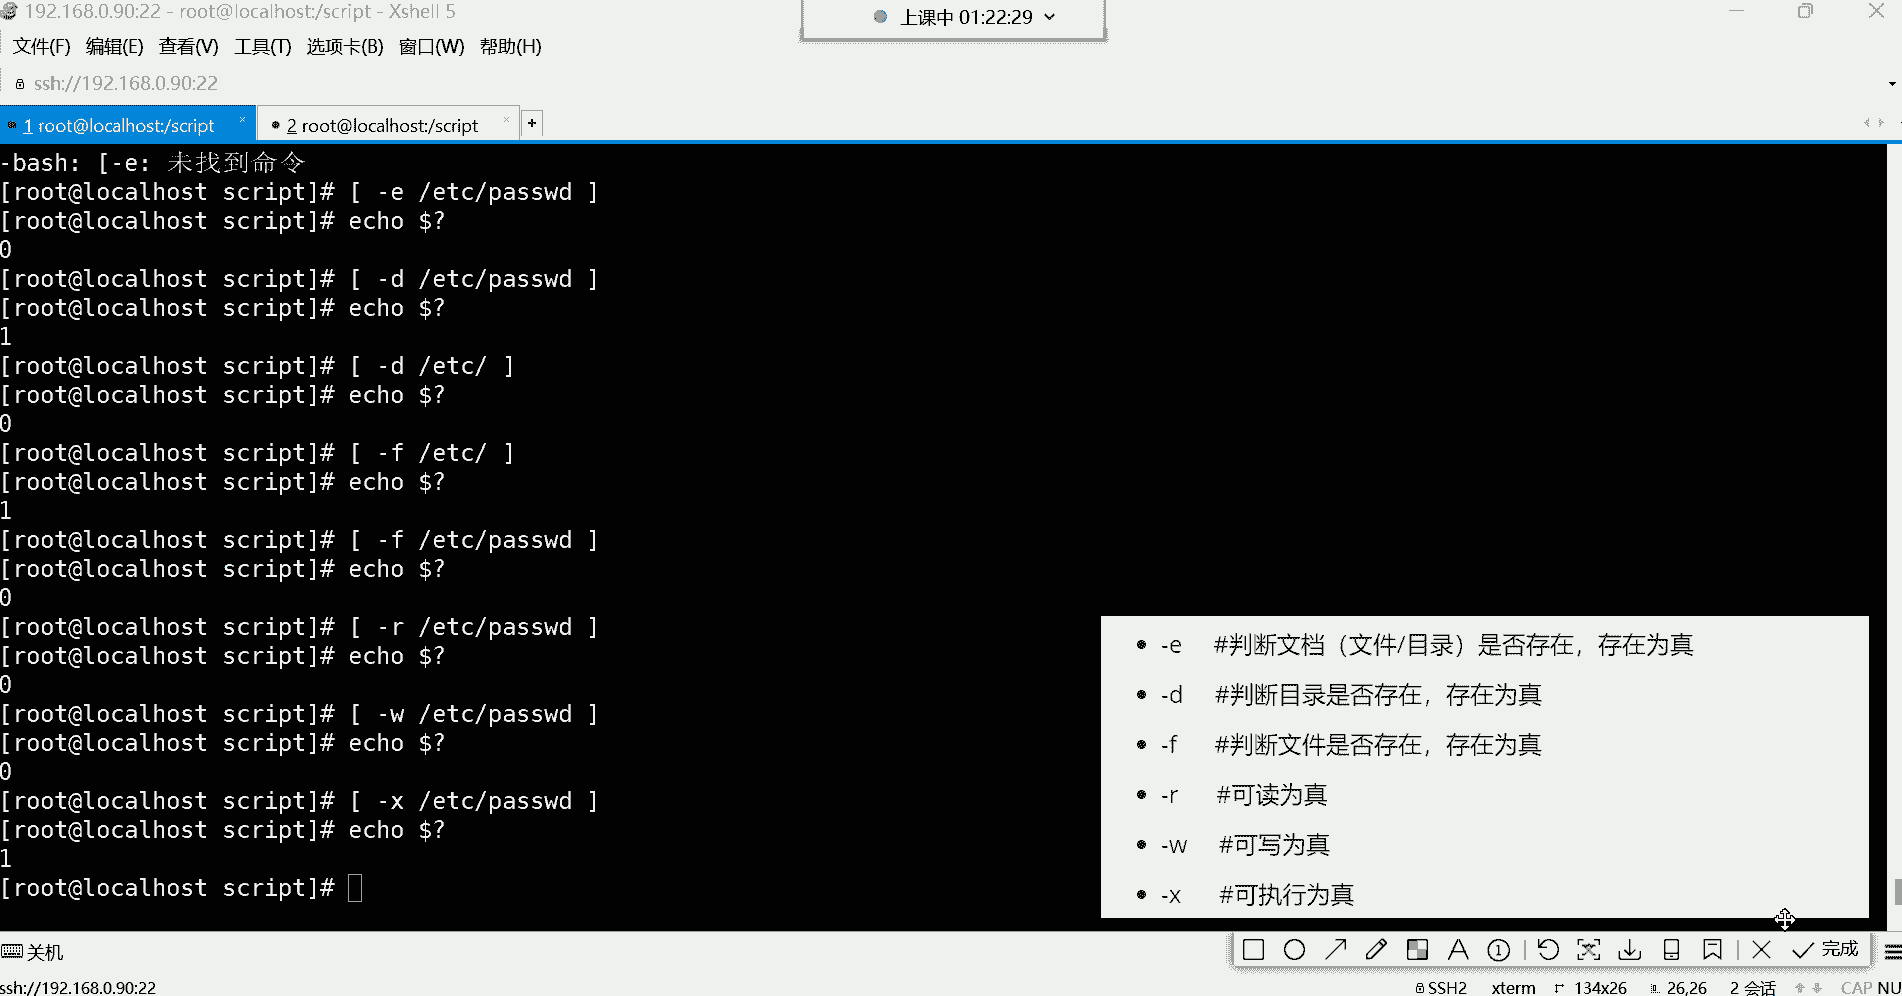 192.168.0.90:22 - root@localhost:/script - Xshell 5
上课中 01:22:29
文件(F) 编辑(E) 查看(V) 工具(T) 选项卡(B) 窗口(W) 帮助(H)
ssh://192.168.0.90:22
1 root@localhost:/script × 2 root@localhost:/script × +
-bash: [-e: 未找到命令
[root@localhost script]# [ -e /etc/passwd ]
[root@localhost script]# echo $?
0
[root@localhost script]# [ -d /etc/passwd ]
[root@localhost script]# echo $?
1
[root@localhost script]# [ -d /etc/ ]
[root@localhost script]# echo $?
0
[root@localhost script]# [ -f /etc/ ]
[root@localhost script]# echo $?
1
[root@localhost script]# [ -f /etc/passwd ]
[root@localhost script]# echo $?
0
[root@localhost script]# [ -r /etc/passwd ]
[root@localhost script]# echo $?
0
[root@localhost script]# [ -w /etc/passwd ]
[root@localhost script]# echo $?
0
[root@localhost script]# [ -x /etc/passwd ]
[root@localhost script]# echo $?
1
[root@localhost script]#
• -e #判断文档（文件/目录）是否存在，存在为真
• -d #判断目录是否存在，存在为真
• -f #判断文件是否存在，存在为真
• -r #可读为真
• -w #可写为真
• -x #可执行为真
关机
完成
ssh://192.168.0.90:22
SSH2 xterm 134x26 26,26 2 会话 CAP NU